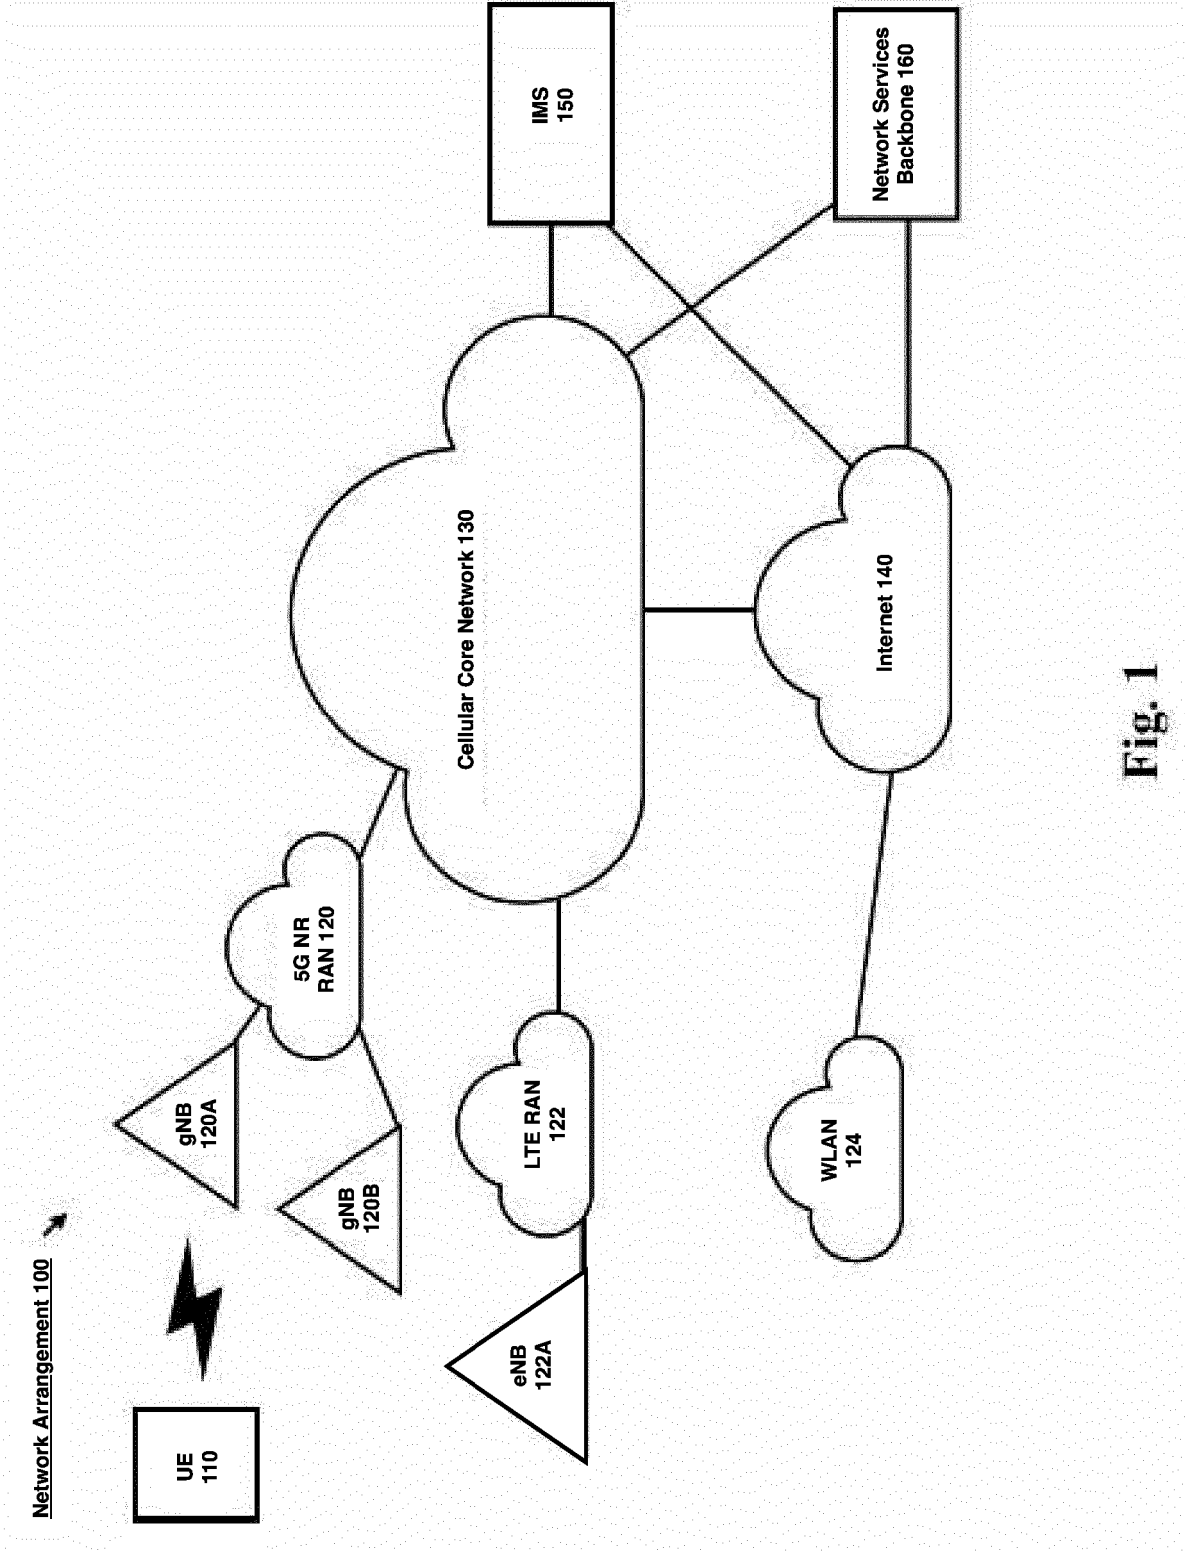 Network Arrangement 100
UE
110
gNB
120A
gNB
120B
5G NR
RAN 120
eNB
122A
LTE RAN
122
WLAN
124
Cellular Core Network 130
Internet 140
IMS
150
Network Services
Backbone 160
Fig. 1